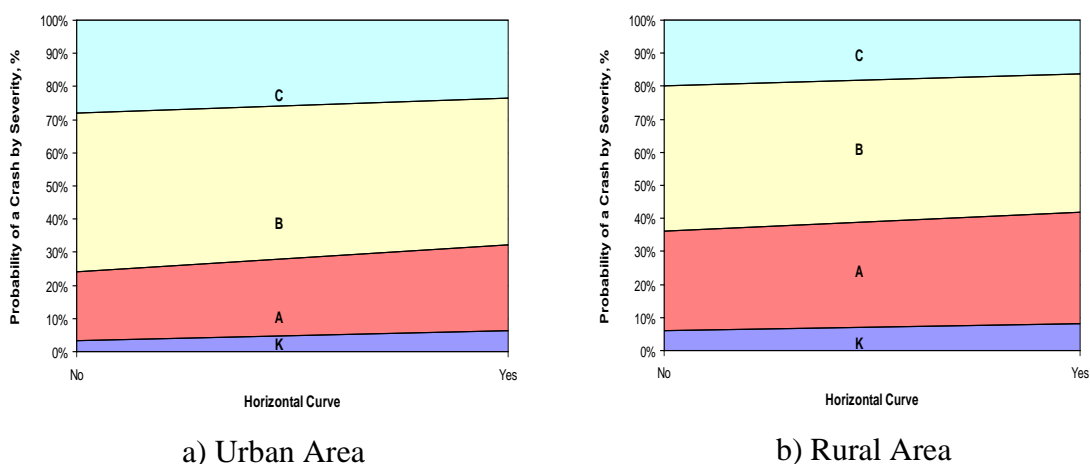 Probability of a Crash by Severity, %
100%
90%
80%
70%
60%
50%
40%
30%
20%
10%
0%
C
B
A
K
No
Yes
Horizontal Curve
a) Urban Area
Probability of a Crash by Severity, %
100%
90%
80%
70%
60%
50%
40%
30%
20%
10%
0%
C
B
A
K
No
Yes
Horizontal Curve
b) Rural Area